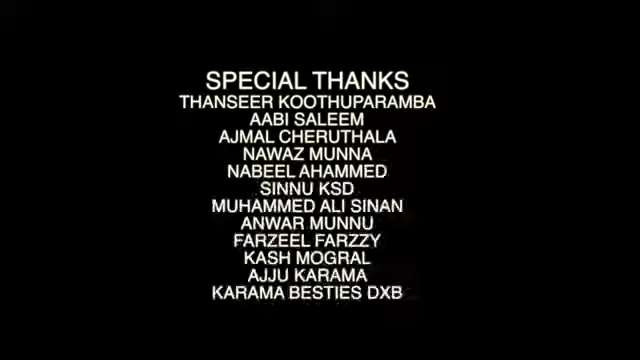 SPECIAL THANKS
THANSEER KOOTHUPARAMBA
AABI SALEEM
AJMAL CHERUTHALA
NAWAZ MUNNA
NABEEL AHAMMED
SINNU KSD
MUHAMMED ALI SINAN
ANWAR MUNNU
FARZEEL FARZZY
KASH MOGRAL
AJJU KARAMA
KARAMA BESTIES DXB